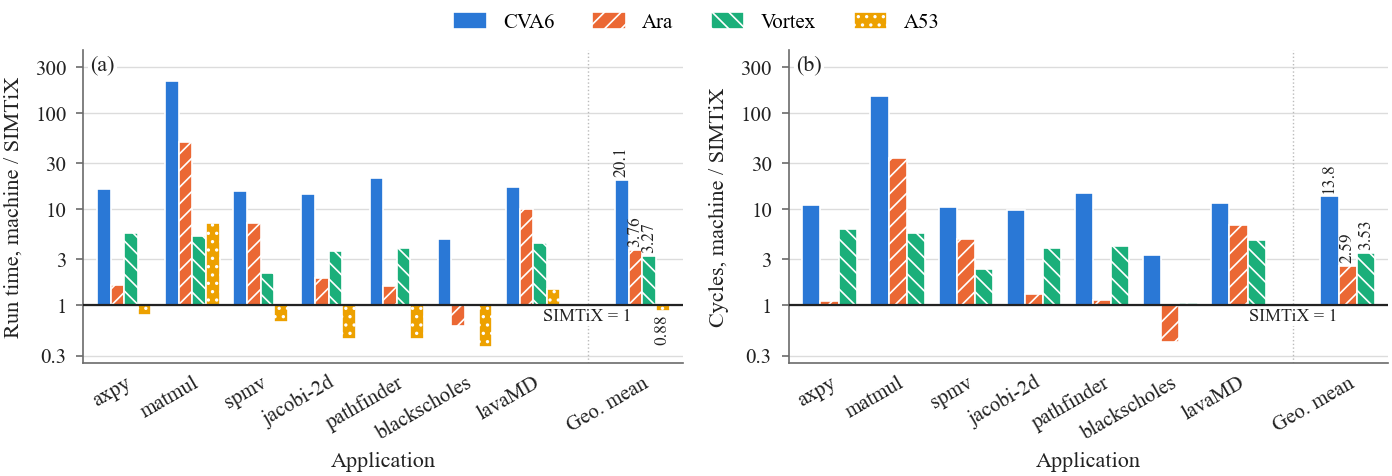 CVA6 Ara Vortex A53
(a)
Run time, machine / SIMTiX
300
100
30
10
3
1
0.3
20.1
3.76
3.27
0.88
SIMTiX = 1
axpy
matmul
spmv
jacobi-2d
pathfinder
blackscholes
lavaMD
Geo. mean
Application
(b)
Cycles, machine / SIMTiX
300
100
30
10
3
1
0.3
13.8
2.59
3.53
SIMTiX = 1
axpy
matmul
spmv
jacobi-2d
pathfinder
blackscholes
lavaMD
Geo. mean
Application